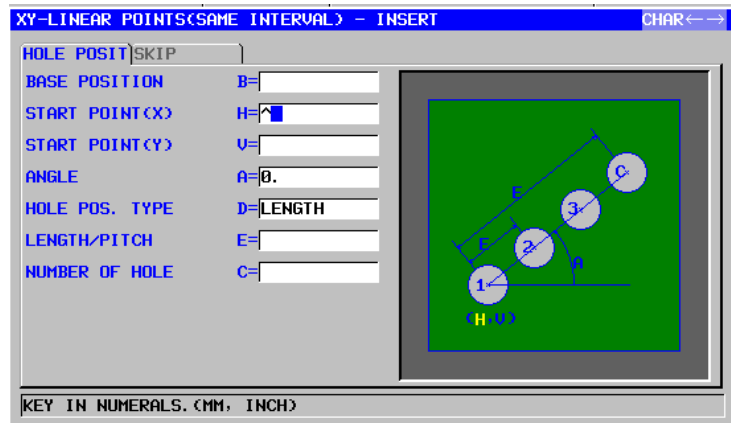 XY-LINEAR POINTS(SAME INTERVAL) - INSERT CHAR←→
HOLE POSIT SKIP
BASE POSITION B=
START POINT(X) H=^
START POINT(Y) V=
ANGLE A=0.
HOLE POS. TYPE D=LENGTH
LENGTH/PITCH E=
NUMBER OF HOLE C=
C
E
3
E 2
A
1
(H,V)
KEY IN NUMERALS.(MM, INCH)